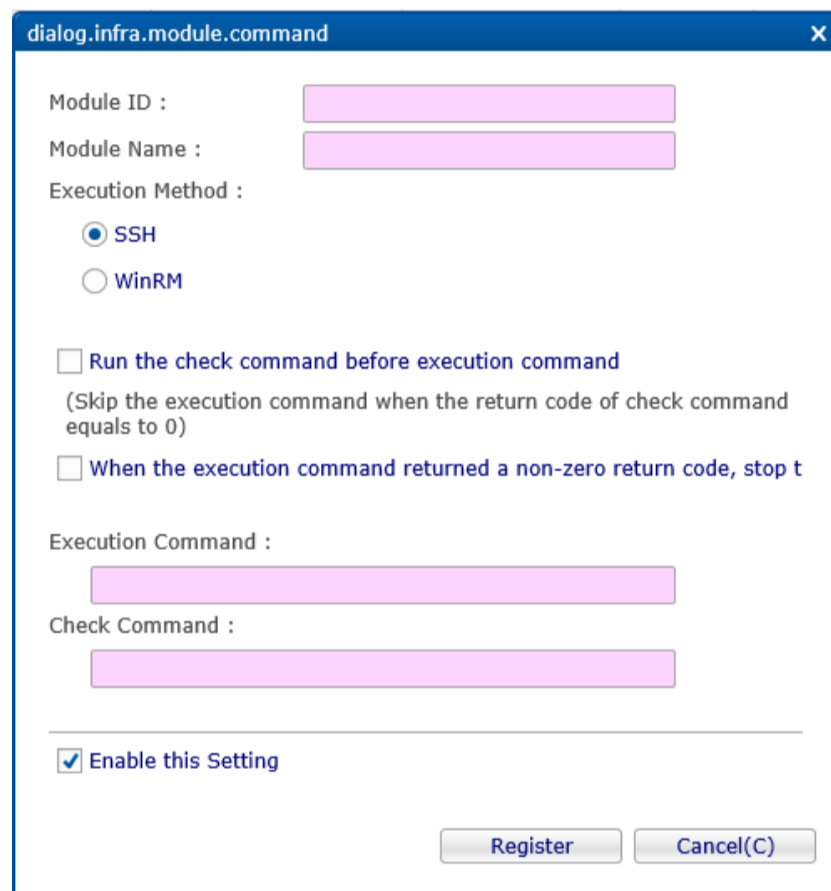 dialog.infra.module.command
Module ID :
Module Name :
Execution Method :
SSH
WinRM
Run the check command before execution command
(Skip the execution command when the return code of check command
equals to 0)
When the execution command returned a non-zero return code, stop t
Execution Command :
Check Command :
Enable this Setting
Register Cancel(C)